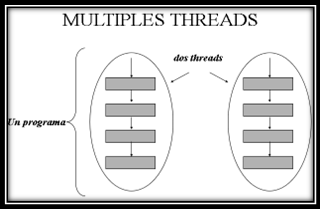 MULTIPLES THREADS
dos threads
Un programa